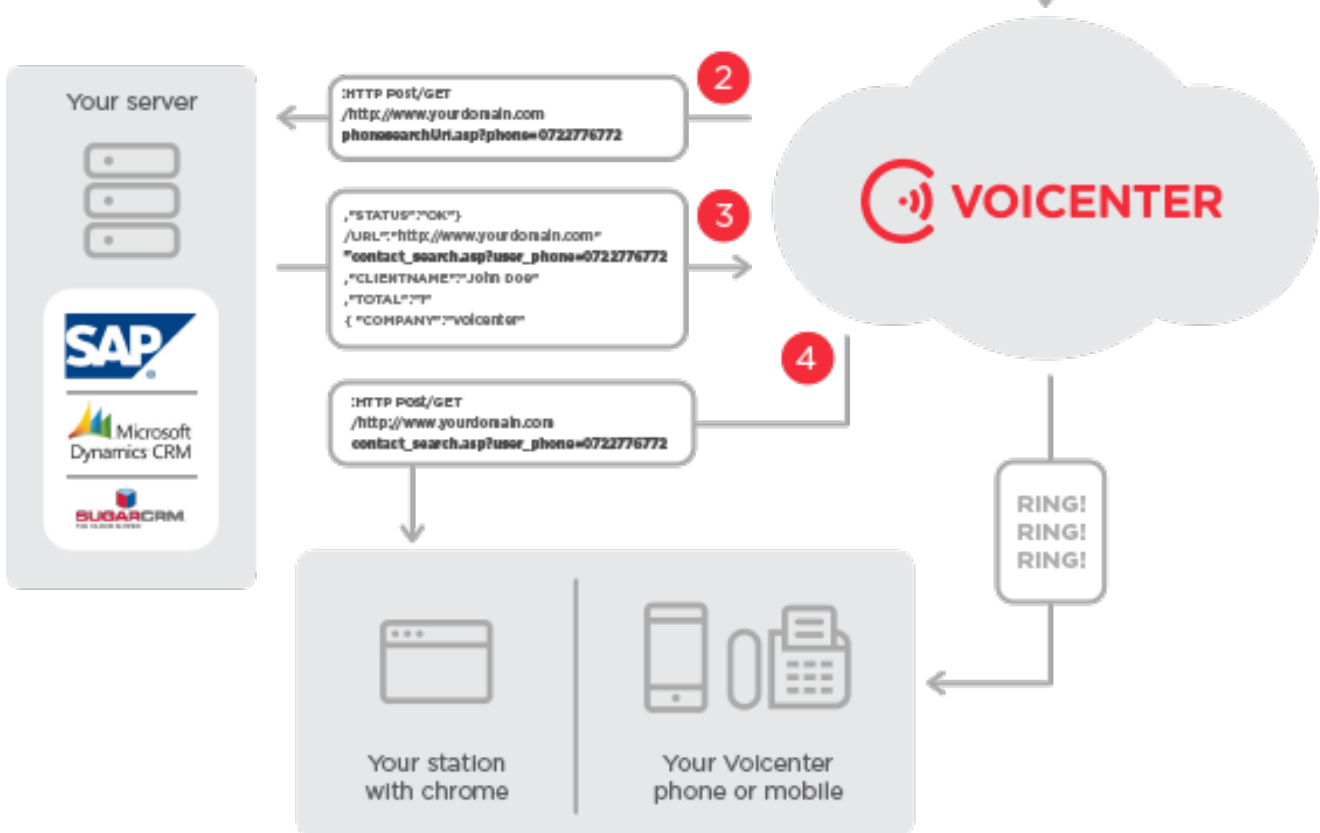 Your server
SAP
Microsoft
Dynamics CRM
SUGARCRM
2
:HTTP Post/GET
/http://www.yourdomain.com
phonesearchUrl.asp?phone=0722776772
3
,"STATUS":"OK"}
/URL":"http://www.yourdomain.com"
"contact_search.asp?user_phone=0722776772
,"CLIENTNAME":"John Doe"
,"TOTAL":"1"
{ "COMPANY":"voicenter"
4
:HTTP Post/GET
/http://www.yourdomain.com
contact_search.asp?user_phone=0722776772
VOICENTER
RING!
RING!
RING!
Your station
with chrome
Your Voicenter
phone or mobile